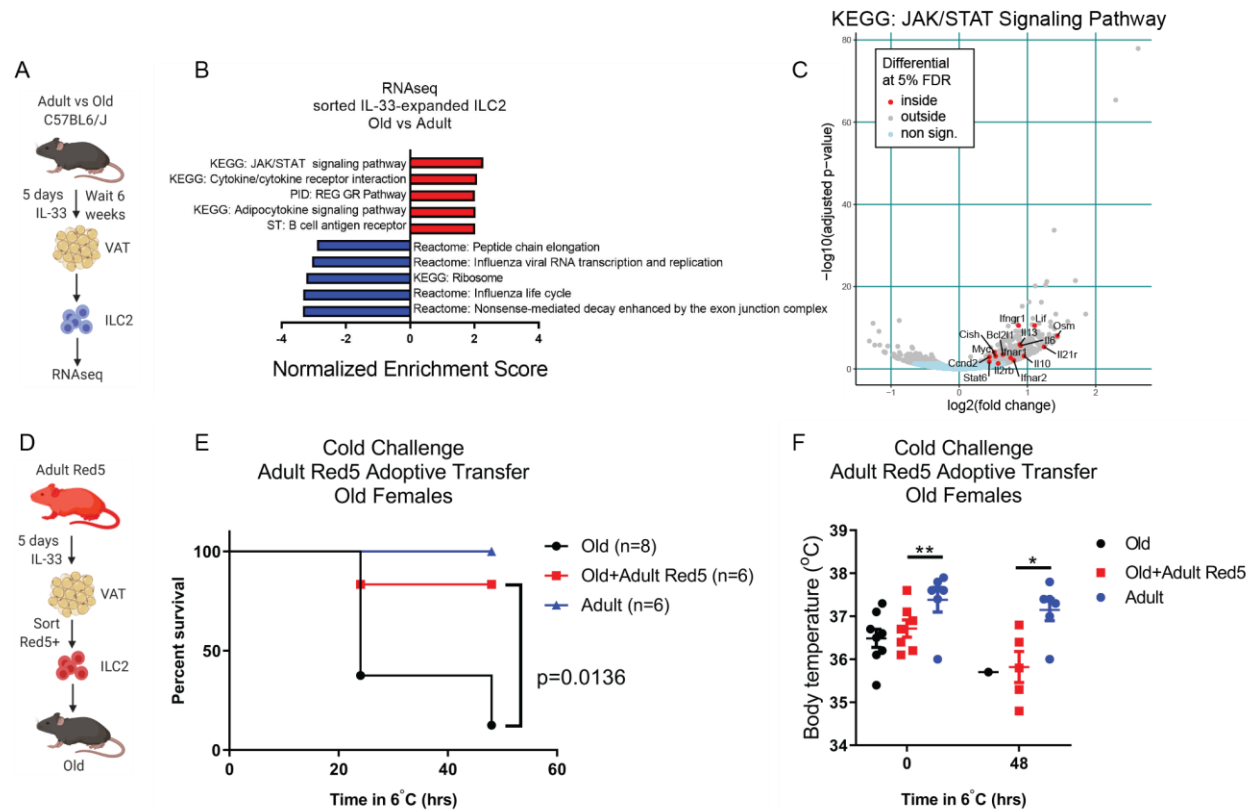 A
Adult vs Old
C57BL6/J
5 days
IL-33
Wait 6
weeks
VAT
ILC2
RNAseq
B
RNAseq
sorted IL-33-expanded ILC2
Old vs Adult
KEGG: JAK/STAT signaling pathway
KEGG: Cytokine/cytokine receptor interaction
PID: REG GR Pathway
KEGG: Adipocytokine signaling pathway
ST: B cell antigen receptor
Reactome: Peptide chain elongation
Reactome: Influenza viral RNA transcription and replication
KEGG: Ribosome
Reactome: Influenza life cycle
Reactome: Nonsense-mediated decay enhanced by the exon junction complex
-4 -2 0 2 4
Normalized Enrichment Score
KEGG: JAK/STAT Signaling Pathway
C
Differential
at 5% FDR
inside
outside
non sign.
80
60
40
20
0
−log10(adjusted p−value)
Ifngr1 Lif
Osm
Cish Bcl2l1 Il13
Il6
Myc Ifnar1
Ccnd2 Il21r
Il2rb Il10
Stat6 Ifnar2
−1 0 1 2
log2(fold change)
D
Adult Red5
5 days
IL-33
VAT
Sort
Red5+
ILC2
Old
E
Cold Challenge
Adult Red5 Adoptive Transfer
Old Females
Percent survival
100
50
0
0 20 40 60
Time in 6°C (hrs)
Old (n=8)
Old+Adult Red5 (n=6)
Adult (n=6)
p=0.0136
F
Cold Challenge
Adult Red5 Adoptive Transfer
Old Females
Body temperature (°C)
39
38
37
36
35
34
**
*
0 48
Time in 6°C (hrs)
Old
Old+Adult Red5
Adult